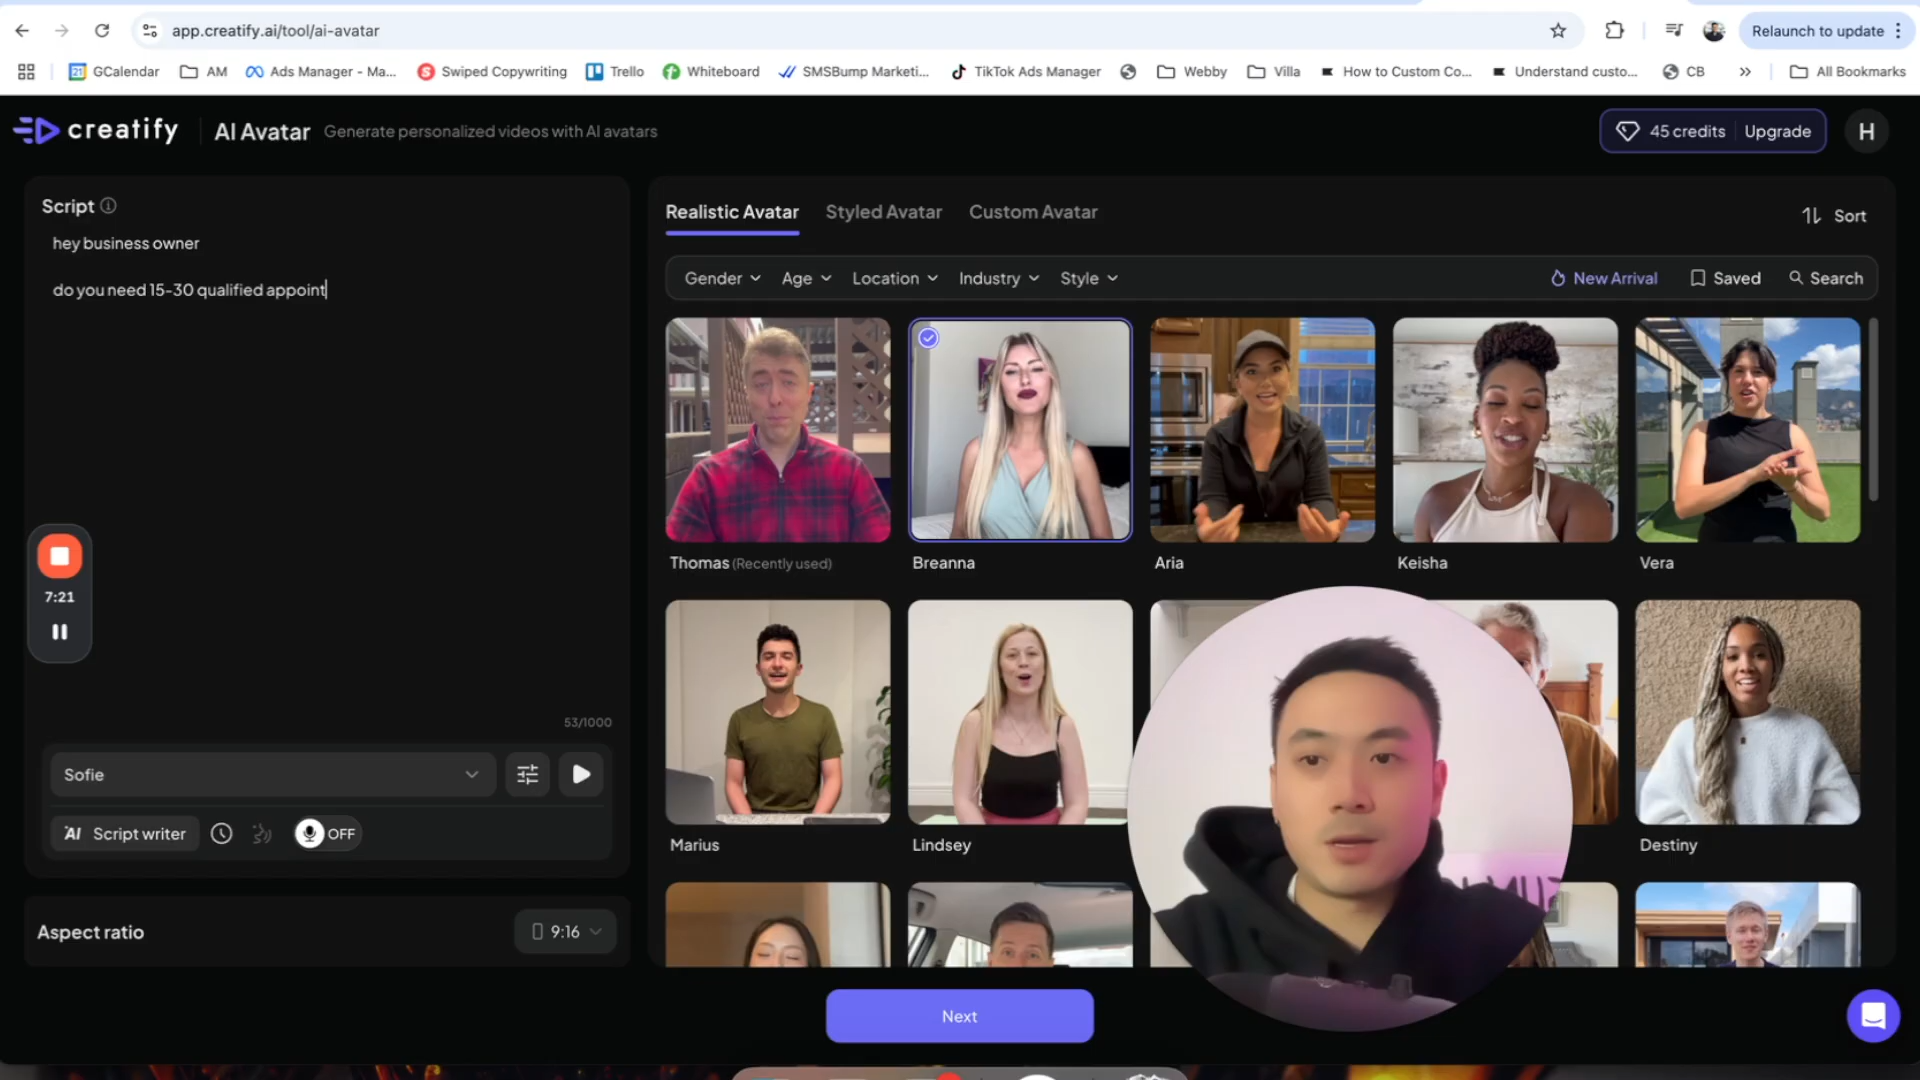 app.creatify.ai/tool/ai-avatar
Relaunch to update
GCalendar
AM
Ads Manager - Ma...
Swiped Copywriting
Trello
Whiteboard
SMSBump Marketi...
TikTok Ads Manager
Webby
Villa
How to Custom Co...
Understand custo...
CB
All Bookmarks
creatify
AI Avatar
Generate personalized videos with AI avatars
45 credits
Upgrade
H
Script
hey business owner
do you need 15-30 qualified appoint
53/1000
Sofie
AI Script writer
OFF
Aspect ratio
9:16
7:21
Realistic Avatar
Styled Avatar
Custom Avatar
Sort
Gender
Age
Location
Industry
Style
New Arrival
Saved
Search
Thomas (Recently used)
Breanna
Aria
Keisha
Vera
Marius
Lindsey
Destiny
Next